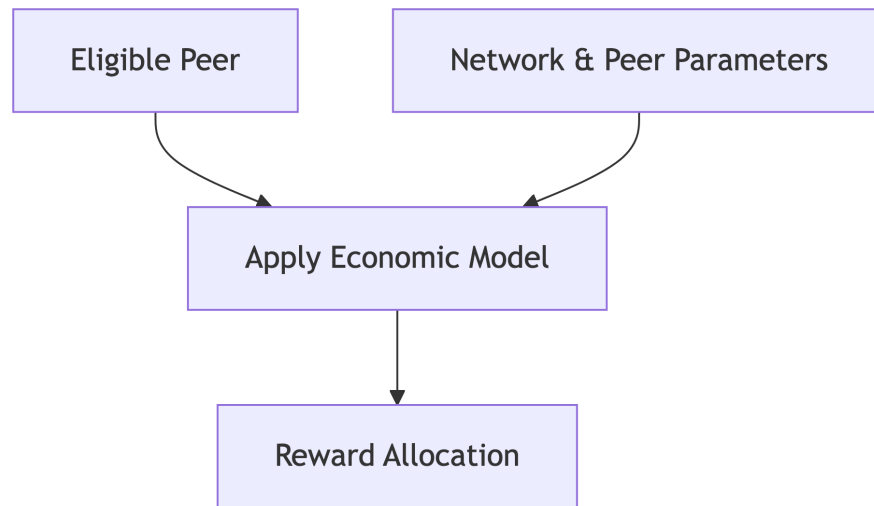 Eligible Peer
Network & Peer Parameters
Apply Economic Model
Reward Allocation